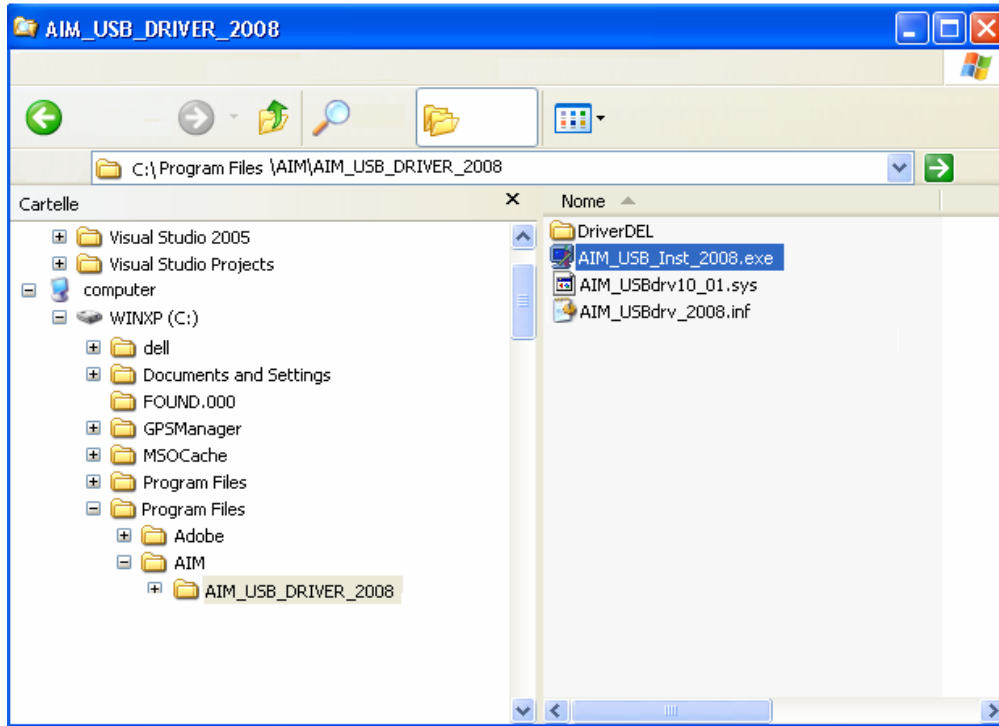 AIM_USB_DRIVER_2008
C:\Program Files \AIM\AIM_USB_DRIVER_2008
Cartelle
Visual Studio 2005
Visual Studio Projects
computer
WINXP (C:)
dell
Documents and Settings
FOUND.000
GPSManager
MSOCache
Program Files
Program Files
Adobe
AIM
AIM_USB_DRIVER_2008
Nome
DriverDEL
AIM_USB_Inst_2008.exe
AIM_USBdrv10_01.sys
AIM_USBdrv_2008.inf